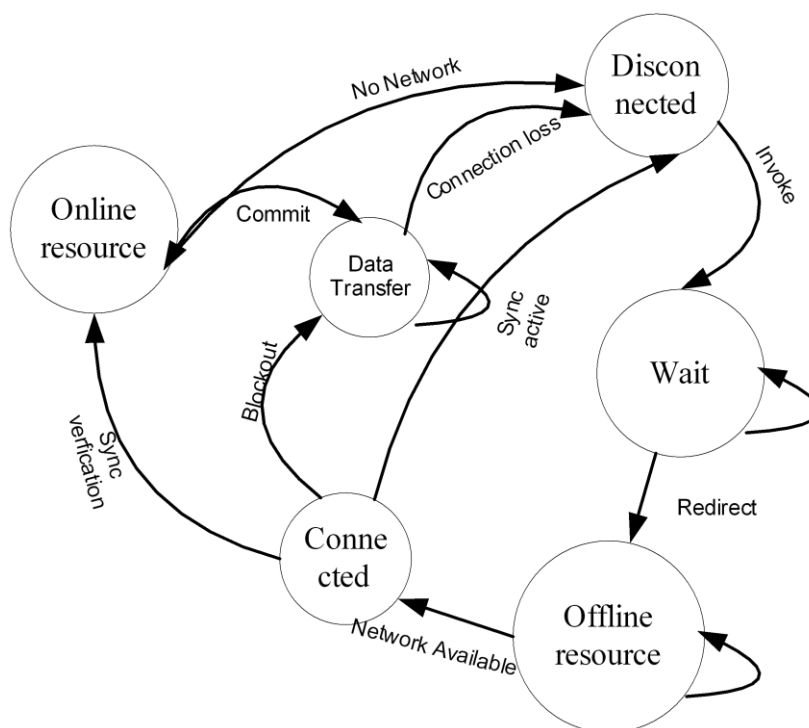 Discon
nected
No Network
Connection loss
Invoke
Online
resource
Commit
Data
Transfer
Sync
active
Wait
Blockout
Sync
verfication
Redirect
Conne
cted
Network Available
Offline
resource